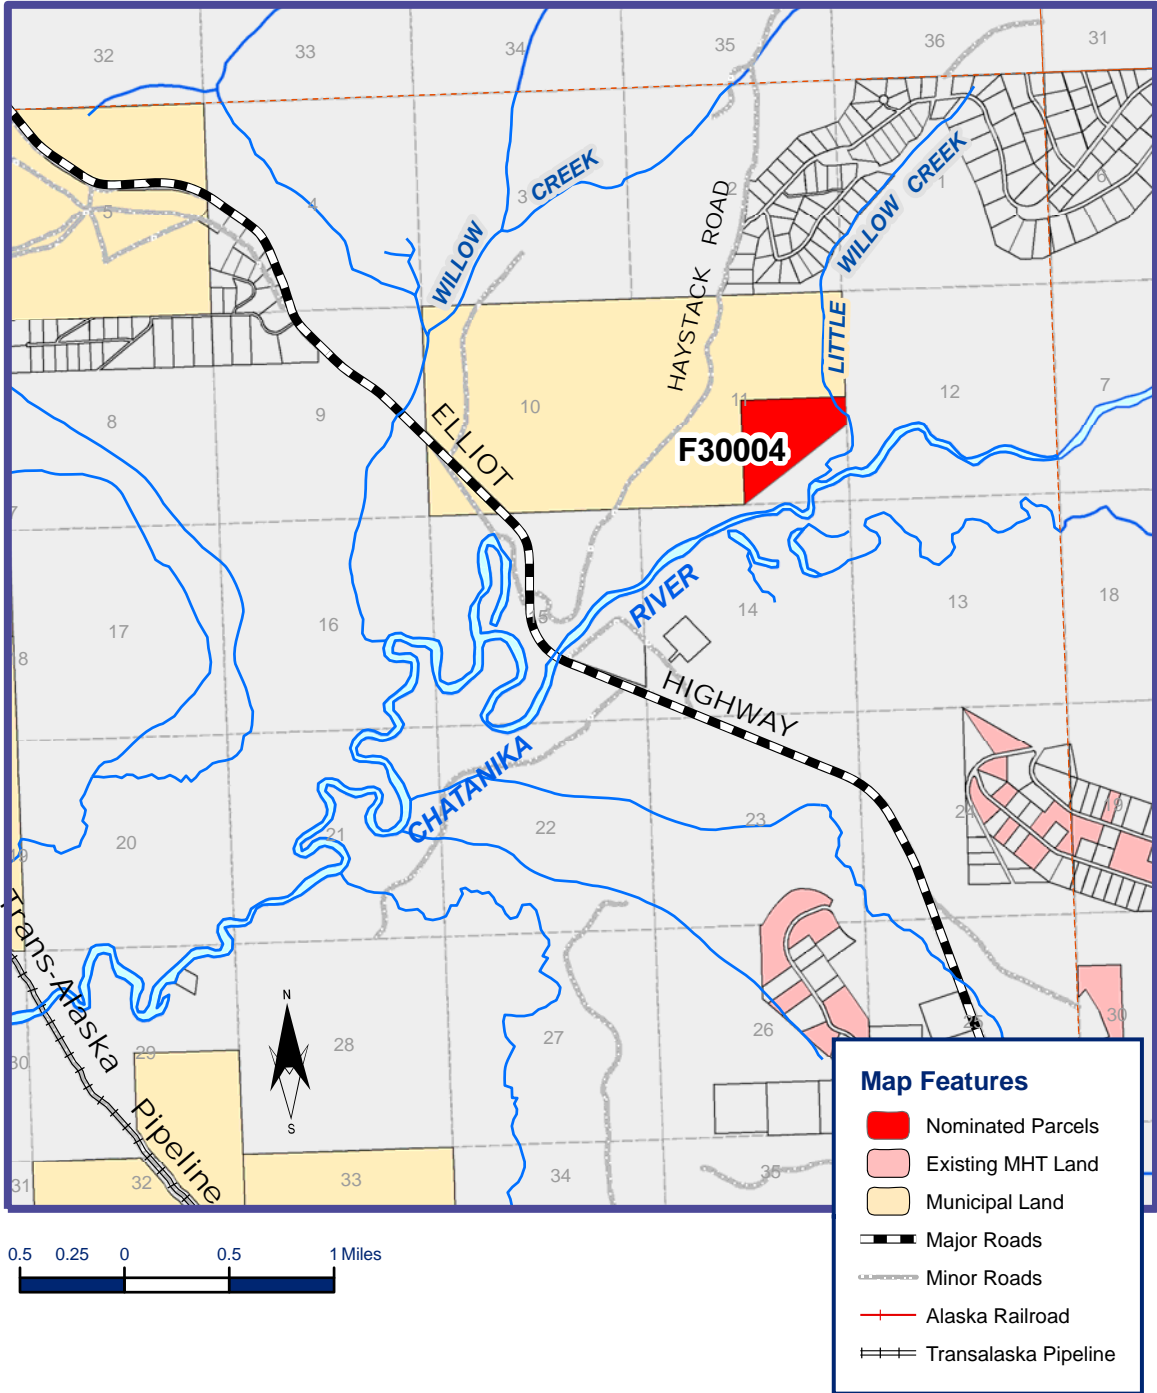 32
33
34
35
36
31
5
4
3
2
1
6
WILLOW CREEK
LITTLE WILLOW CREEK
HAYSTACK ROAD
8
9
10
11
12
7
ELLIOT HIGHWAY
F30004
7
8
17
16
15
14
13
18
CHATANIKA RIVER
19
20
21
22
23
24
19
Trans-Alaska Pipeline
30
29
28
27
26
25
30
N
S
31
32
33
34
35
Map Features
Nominated Parcels
Existing MHT Land
Municipal Land
Major Roads
Minor Roads
Alaska Railroad
Transalaska Pipeline
0.5 0.25 0 0.5 1 Miles